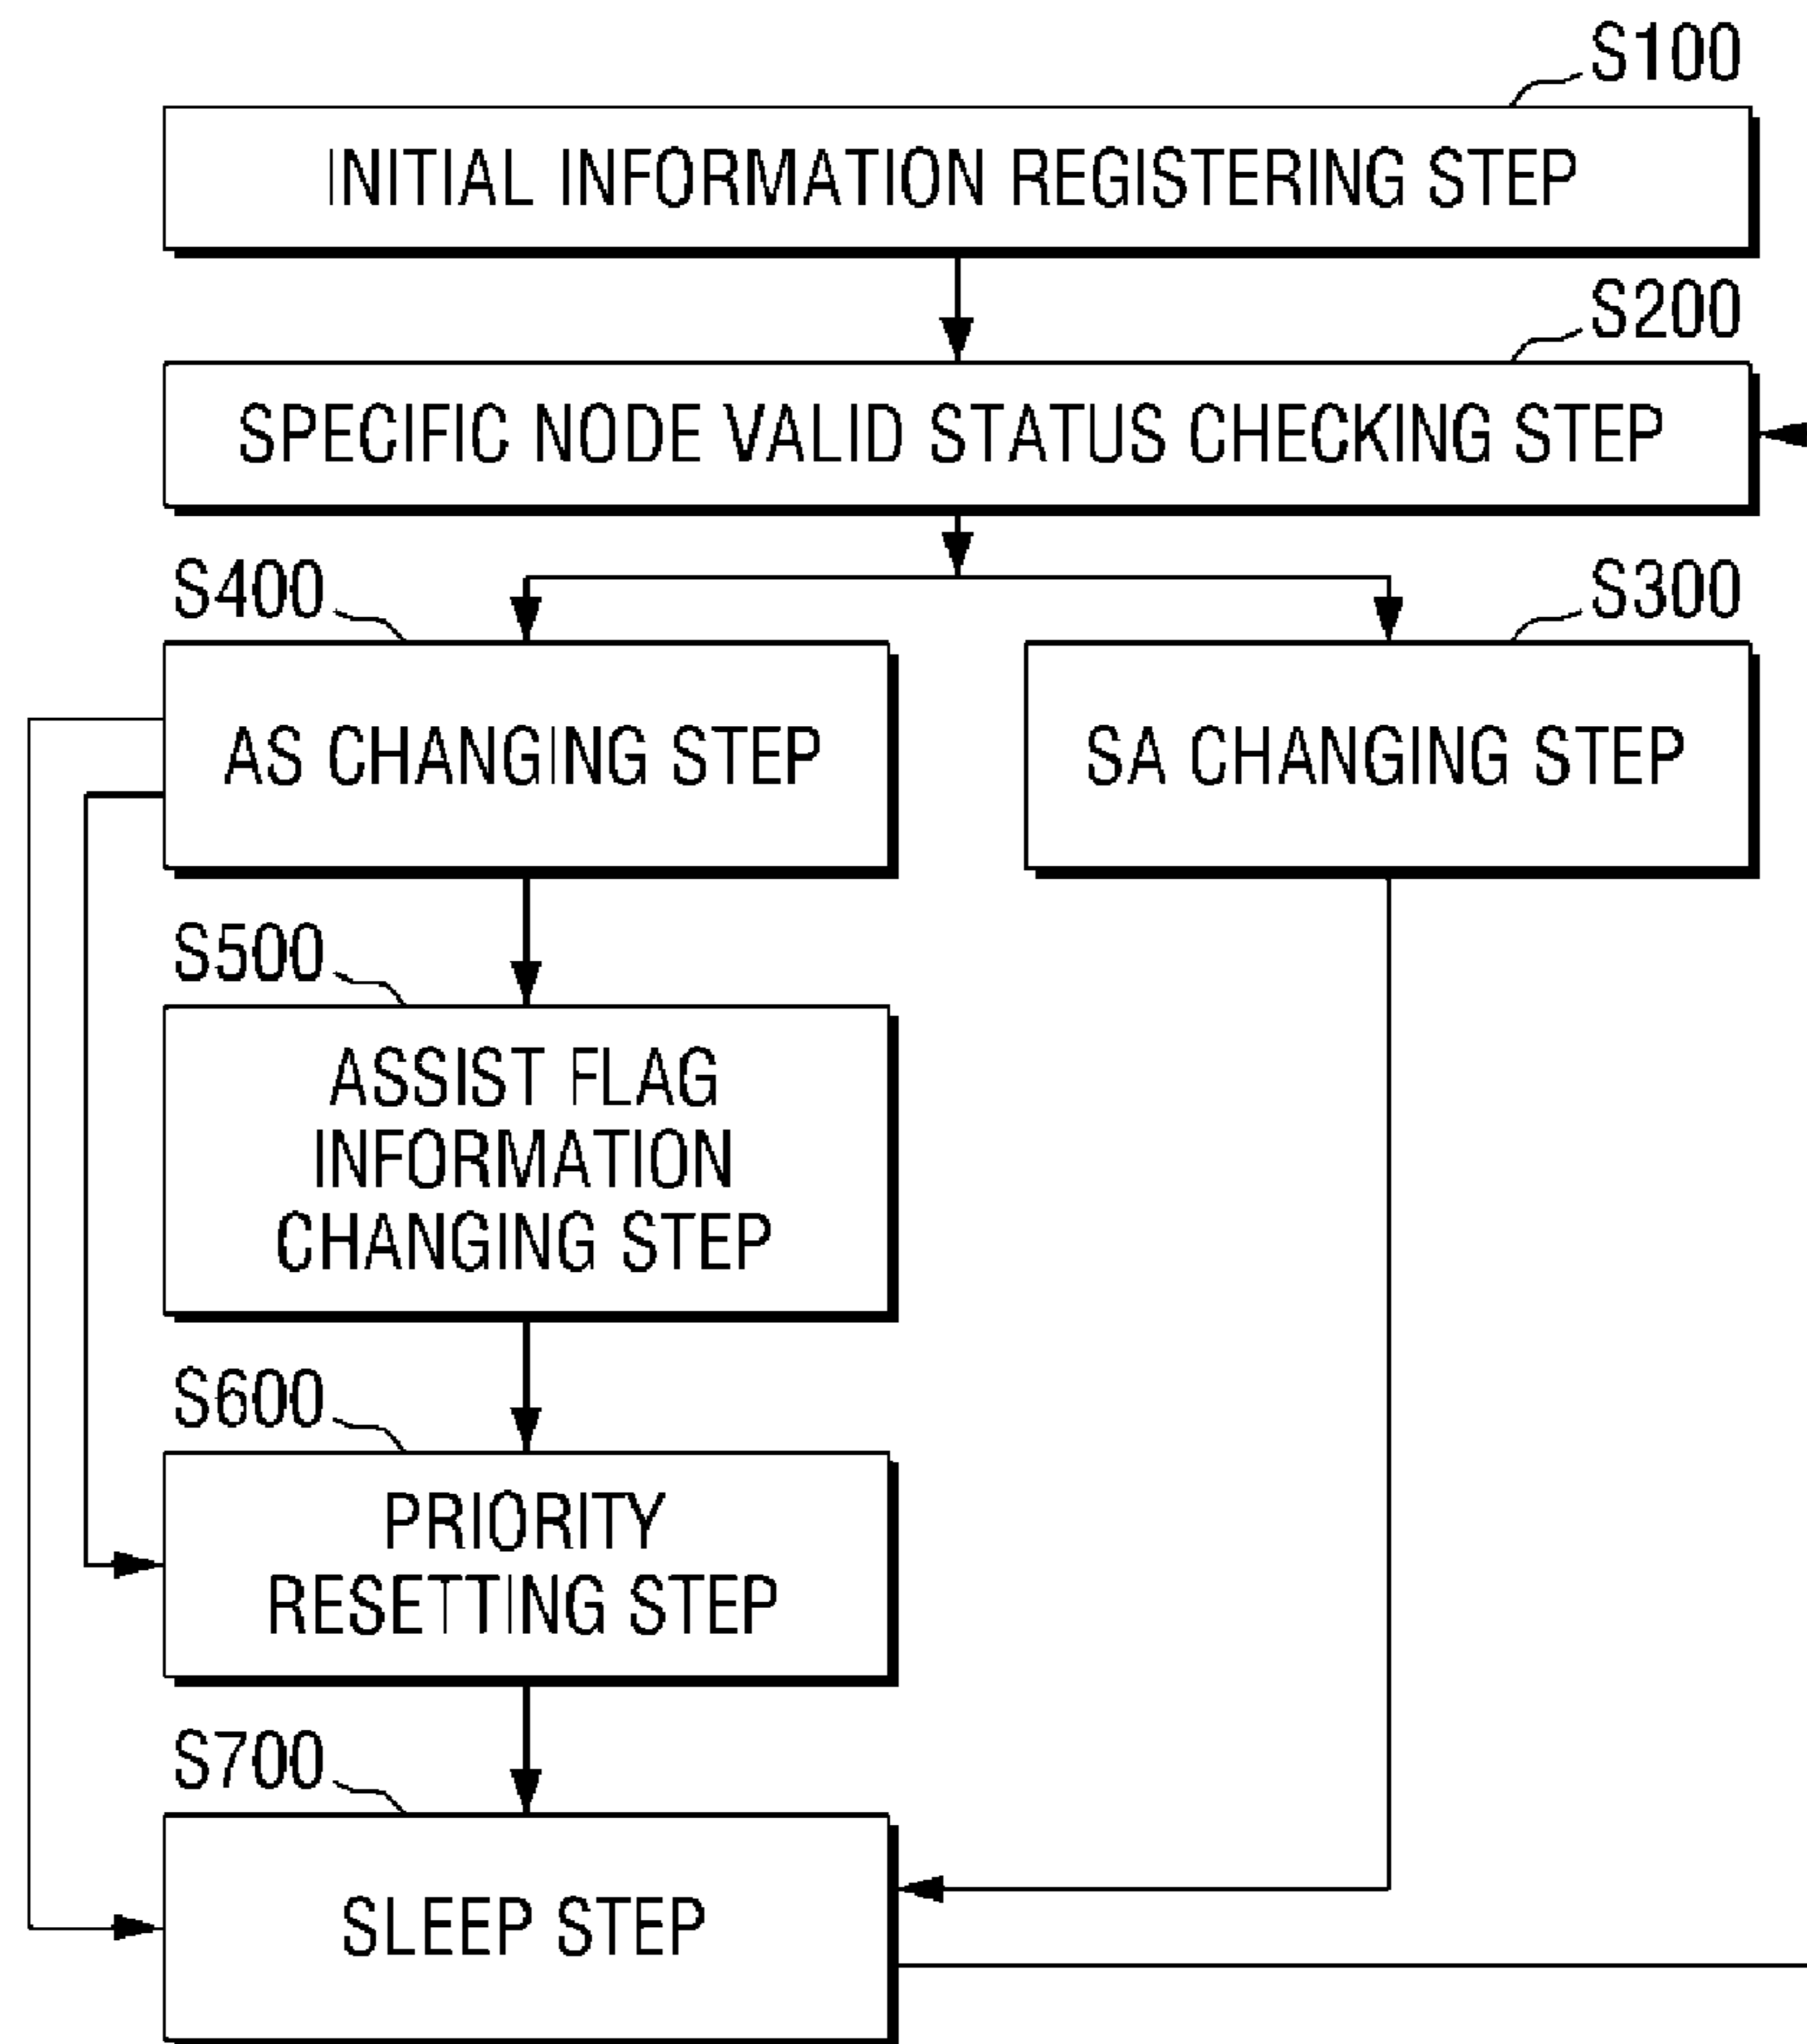 S100
INITIAL INFORMATION REGISTERING STEP
S200
SPECIFIC NODE VALID STATUS CHECKING STEP
S400
S300
AS CHANGING STEP
SA CHANGING STEP
S500
ASSIST FLAG
INFORMATION
CHANGING STEP
S600
PRIORITY
RESETTING STEP
S700
SLEEP STEP